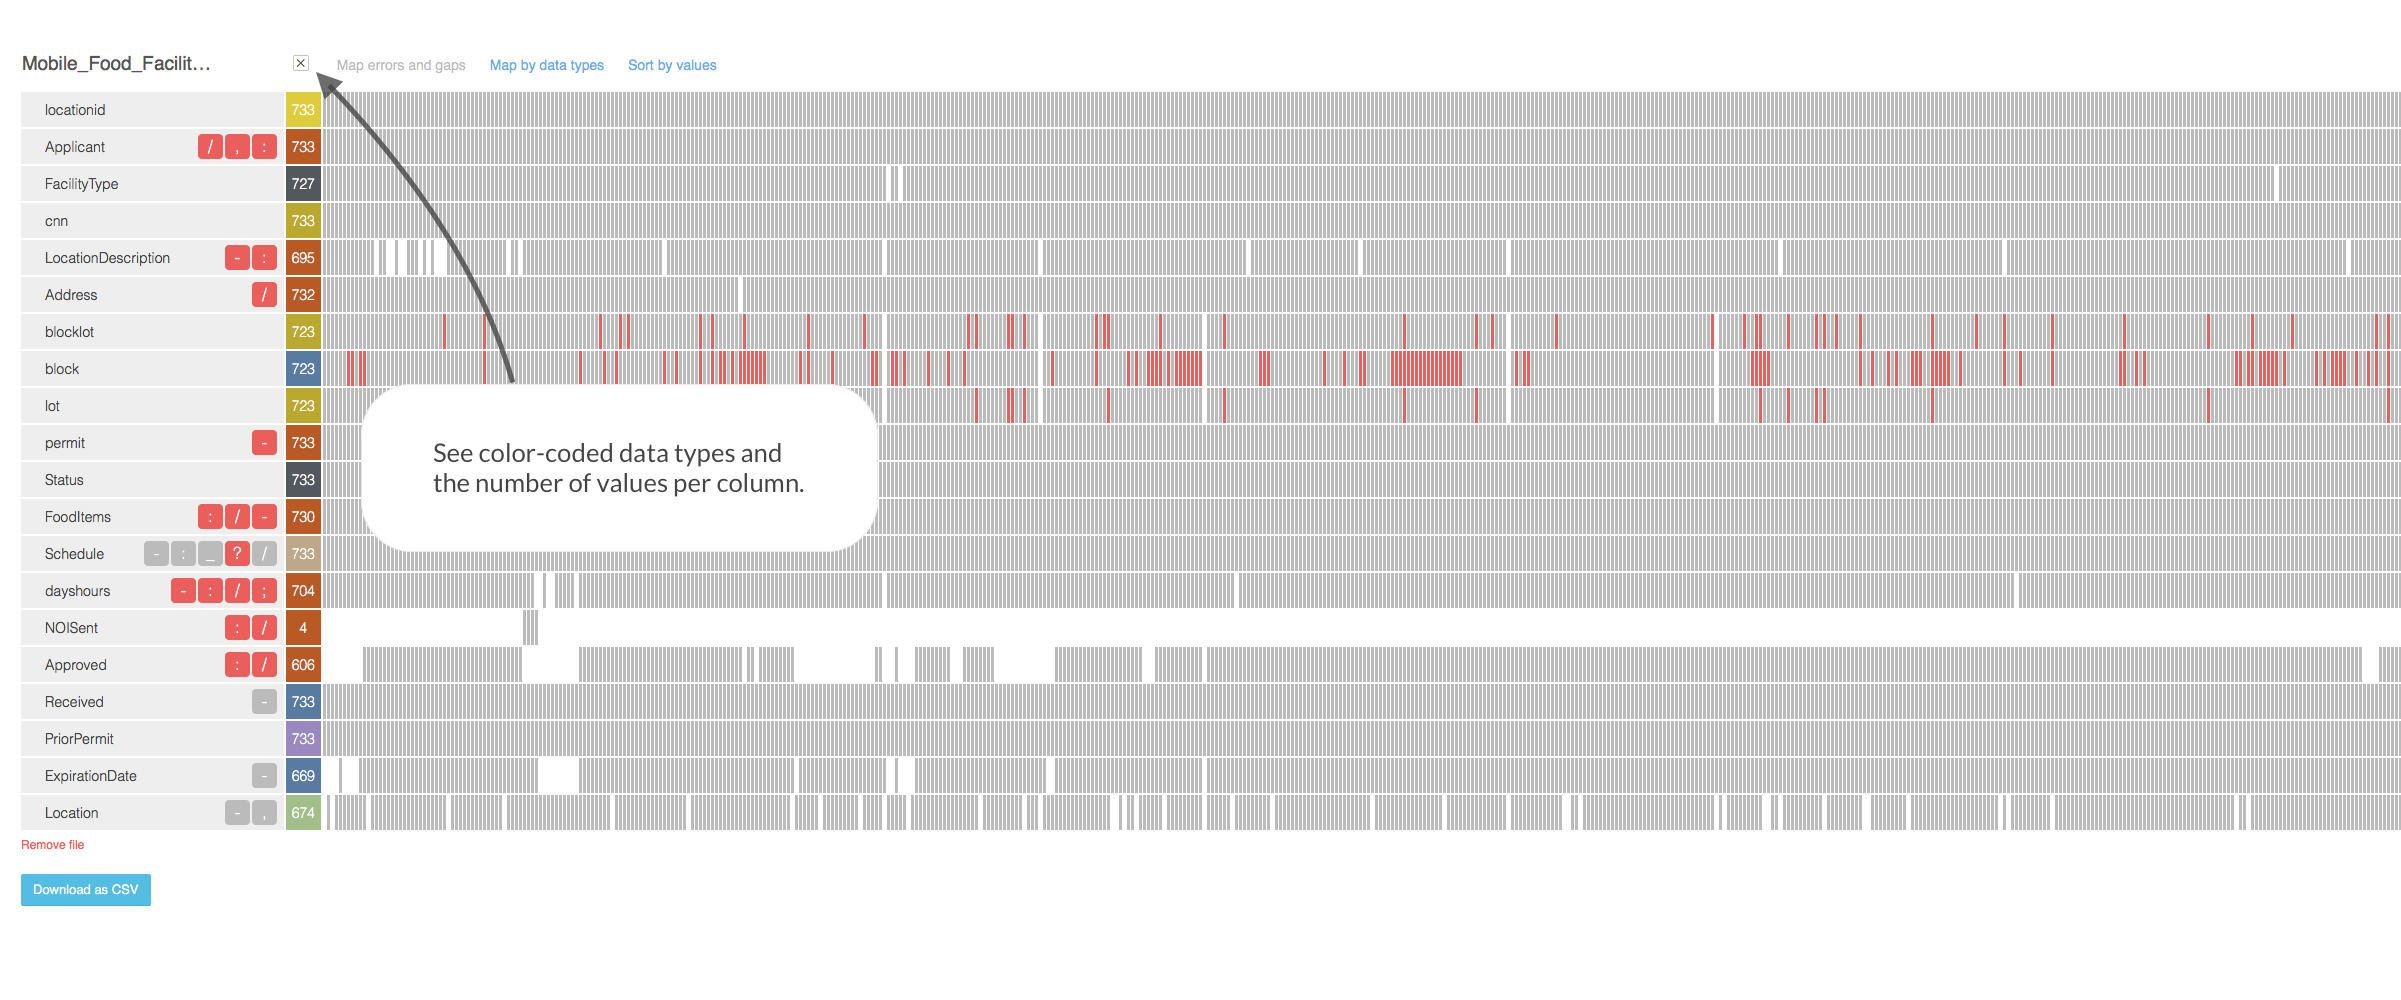 Mobile_Food_Facilit… Map errors and gaps Map by data types Sort by values
locationid 733
Applicant / , : 733
FacilityType 727
cnn 733
LocationDescription - : 695
Address / 732
blocklot 723
block 723
lot 723
permit - 733
Status 733
FoodItems : / - 730
Schedule - : _ ? / 733
dayshours - : / ; 704
NOISent : / 4
Approved : / 606
Received - 733
PriorPermit 733
ExpirationDate - 669
Location - , 674
See color-coded data types and
the number of values per column.
Remove file
Download as CSV